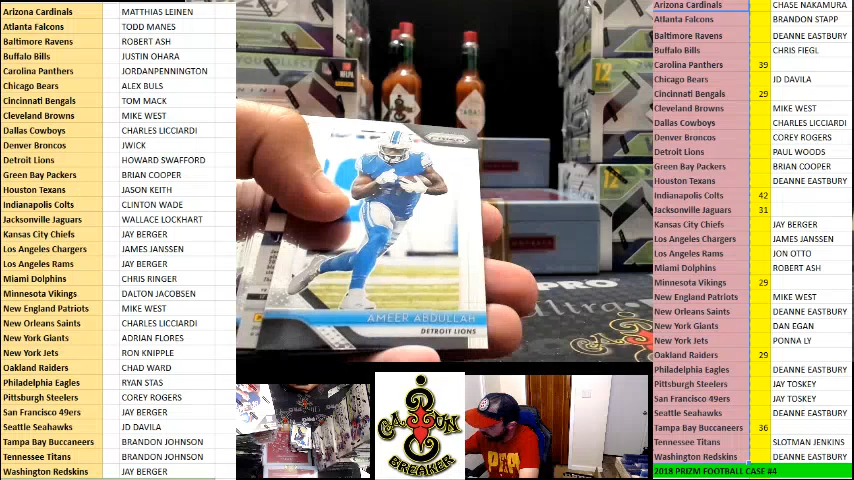 Arizona Cardinals MATTHIAS LEINEN
Atlanta Falcons TODD MANES
Baltimore Ravens ROBERT ASH
Buffalo Bills JUSTIN OHARA
Carolina Panthers JORDANPENNINGTON
Chicago Bears ALEX BULS
Cincinnati Bengals TOM MACK
Cleveland Browns MIKE WEST
Dallas Cowboys CHARLES LICCIARDI
Denver Broncos JWICK
Detroit Lions HOWARD SWAFFORD
Green Bay Packers BRIAN COOPER
Houston Texans JASON KEITH
Indianapolis Colts CLINTON WADE
Jacksonville Jaguars WALLACE LOCKHART
Kansas City Chiefs JAY BERGER
Los Angeles Chargers JAMES JANSSEN
Los Angeles Rams JAY BERGER
Miami Dolphins CHRIS RINGER
Minnesota Vikings DALTON JACOBSEN
New England Patriots MIKE WEST
New Orleans Saints CHARLES LICCIARDI
New York Giants ADRIAN FLORES
New York Jets RON KNIPPLE
Oakland Raiders CHAD WARD
Philadelphia Eagles RYAN STAS
Pittsburgh Steelers COREY ROGERS
San Francisco 49ers JAY BERGER
Seattle Seahawks JD DAVILA
Tampa Bay Buccaneers BRANDON JOHNSON
Tennessee Titans BRANDON JOHNSON
Washington Redskins JAY BERGER
12
PRIZM
AMEER ABDULLAH
DETROIT LIONS
PRO
CAJUN
BREAKER
Arizona Cardinals CHASE NAKAMURA
Atlanta Falcons BRANDON STAPP
Baltimore Ravens DEANNE EASTBURY
Buffalo Bills CHRIS FIEGL
Carolina Panthers 39
Chicago Bears JD DAVILA
Cincinnati Bengals 29
Cleveland Browns MIKE WEST
Dallas Cowboys CHARLES LICCIARDI
Denver Broncos COREY ROGERS
Detroit Lions PAUL WOODS
Green Bay Packers BRIAN COOPER
Houston Texans DEANNE EASTBURY
Indianapolis Colts 42
Jacksonville Jaguars 31
Kansas City Chiefs JAY BERGER
Los Angeles Chargers JAMES JANSSEN
Los Angeles Rams JON OTTO
Miami Dolphins ROBERT ASH
Minnesota Vikings 29
New England Patriots MIKE WEST
New Orleans Saints DEANNE EASTBURY
New York Giants DAN EGAN
New York Jets PONNA LY
Oakland Raiders 29
Philadelphia Eagles DEANNE EASTBURY
Pittsburgh Steelers JAY TOSKEY
San Francisco 49ers JAY TOSKEY
Seattle Seahawks DEANNE EASTBURY
Tampa Bay Buccaneers 36
Tennessee Titans SLOTMAN JENKINS
Washington Redskins DEANNE EASTBURY
2018 PRIZM FOOTBALL CASE #4